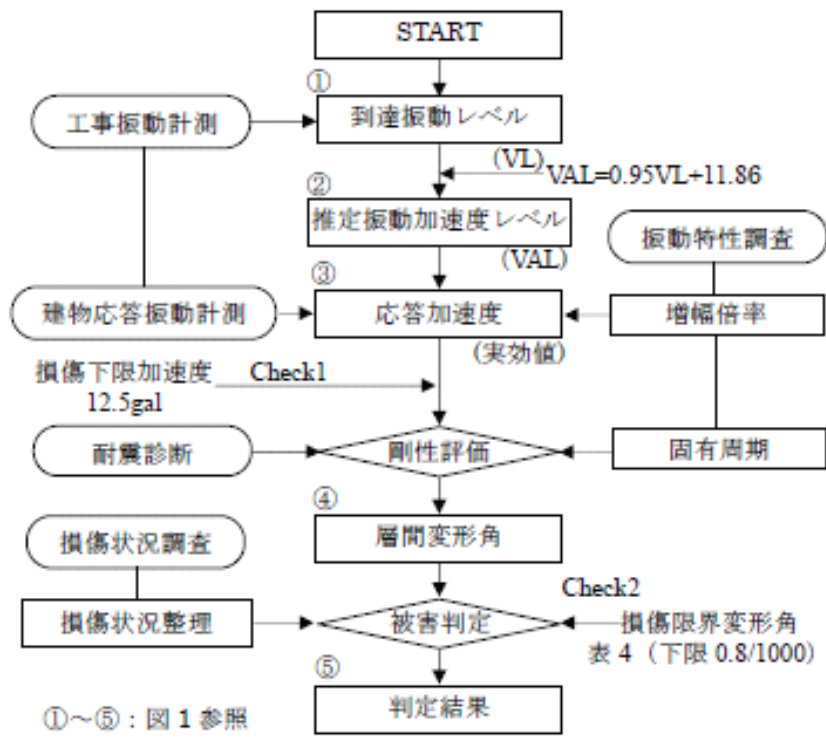 START
①
工事振動計測
到達振動レベル
(VL)
VAL=0.95VL+11.86
②
推定振動加速度レベル
(VAL)
振動特性調査
③
建物応答振動計測
応答加速度
増幅倍率
(実効値)
損傷下限加速度
12.5gal
Check1
耐震診断
剛性評価
固有周期
④
損傷状況調査
層間変形角
Check2
損傷状況整理
被害判定
損傷限界変形角
表 4（下限 0.8/1000）
⑤
判定結果
①～⑤：図 1 参照